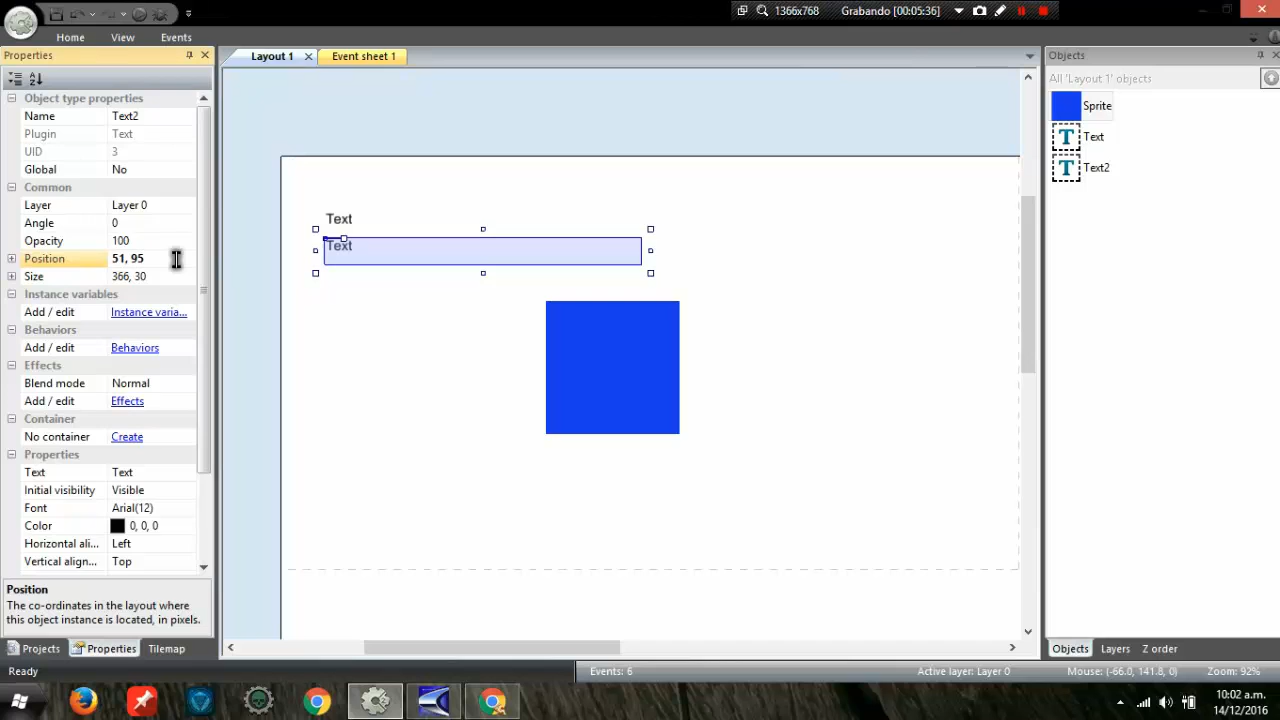 1366x768 Grabando [00:05:36]
Home View Events
Properties
Layout 1
Event sheet 1
Objects
Object type properties
Name Text2
Plugin Text
UID 3
Global No
Common
Layer Layer 0
Angle 0
Opacity 100
Position 51, 95
Size 366, 30
Instance variables
Add / edit Instance varia...
Behaviors
Add / edit Behaviors
Effects
Blend mode Normal
Add / edit Effects
Container
No container Create
Properties
Text Text
Initial visibility Visible
Font Arial(12)
Color 0, 0, 0
Horizontal ali... Left
Vertical align... Top
Position
The co-ordinates in the layout where
this object instance is located, in pixels.
Projects Properties Tilemap
Text
Text
All 'Layout 1' objects
Sprite
T Text
T Text2
Objects Layers Z order
Ready
Events: 6
Active layer: Layer 0
Mouse: (-66.0, 141.8, 0)
Zoom: 92%
10:02 a.m.
14/12/2016